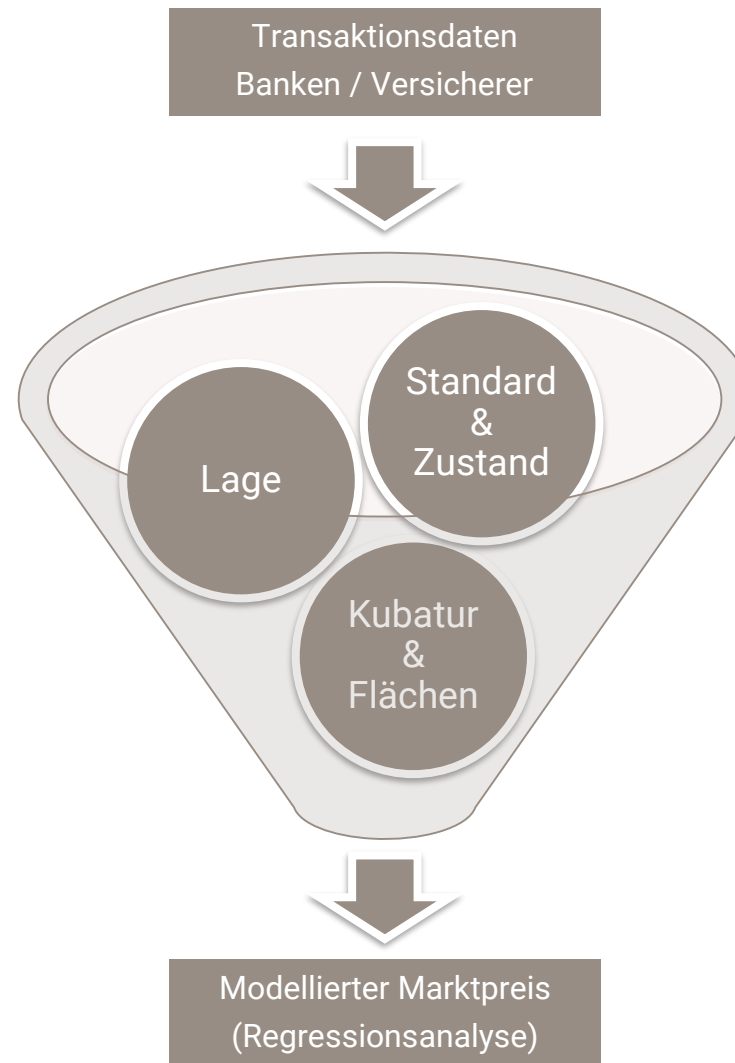 Transaktionsdaten
Banken / Versicherer
Standard
&
Zustand
Lage
Kubatur
&
Flächen
Modellierter Marktpreis
(Regressionsanalyse)